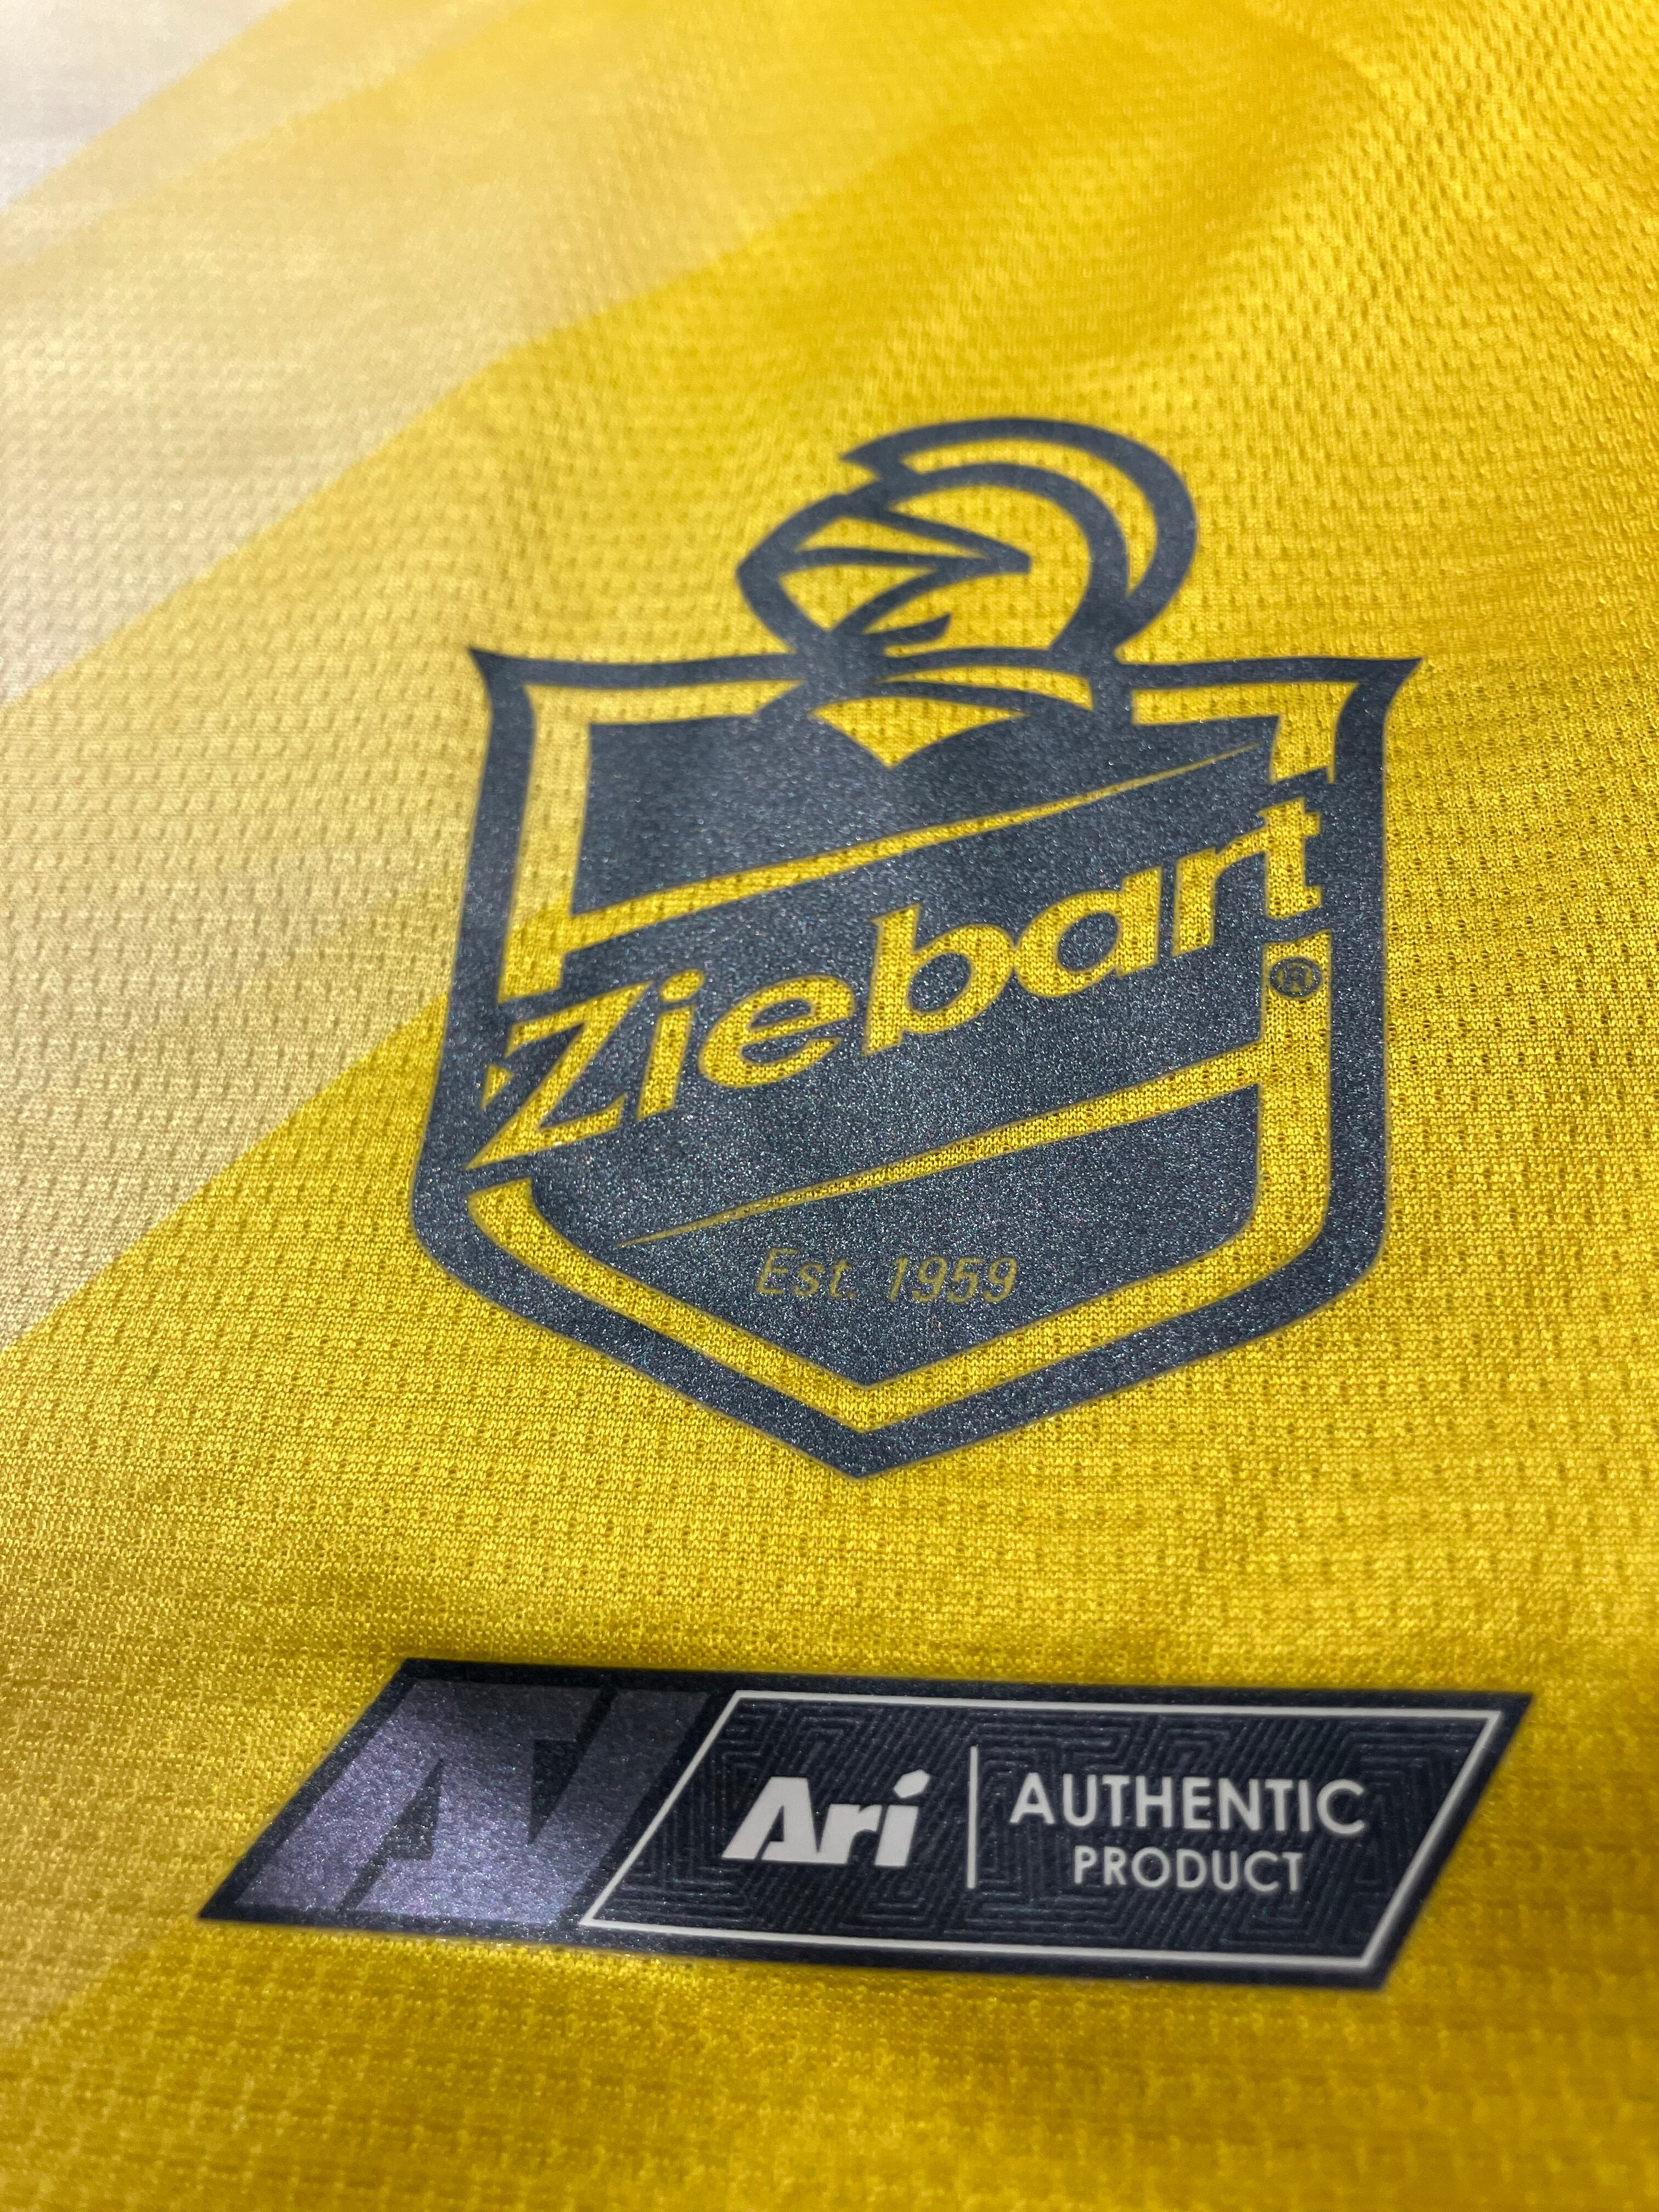 Ziebart
®
Est. 1959
Ari
AUTHENTIC
PRODUCT